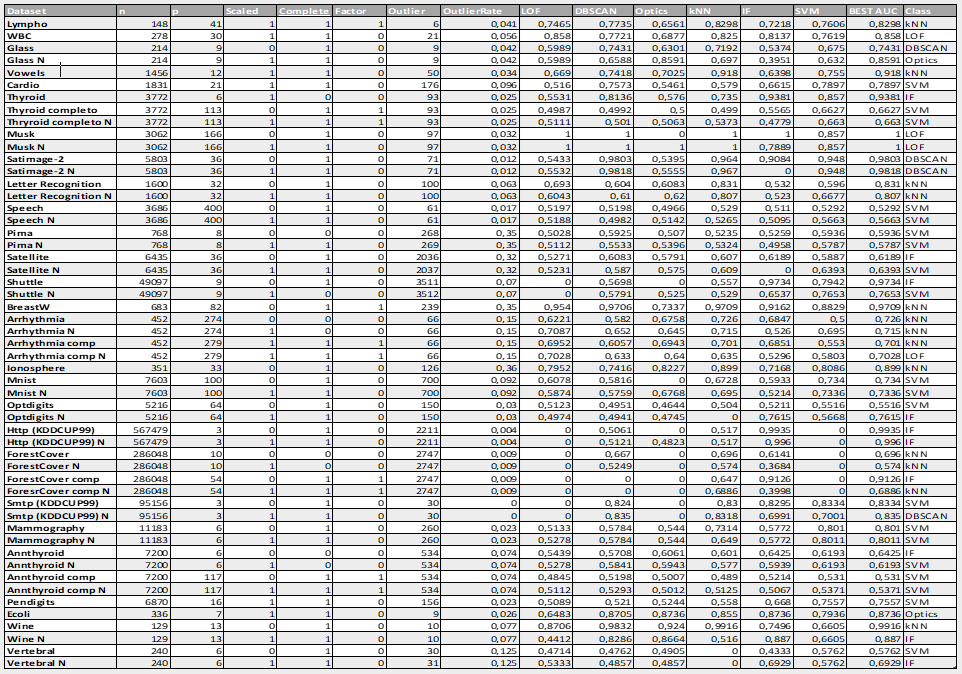 Dataset n p Scaled Complete Factor Outlier OutlierRate LOF DBSCAN Optics kNN IF SVM BEST AUC Class
Lympho 148 41 1 1 1 6 0,041 0,7465 0,7735 0,6561 0,8298 0,7218 0,7606 0,8298 kNN
WBC 278 30 1 1 0 21 0,056 0,858 0,7721 0,6877 0,825 0,8137 0,7619 0,858 LOF
Glass 214 9 0 1 0 9 0,042 0,5989 0,7431 0,6301 0,7192 0,5374 0,675 0,7431 DBSCAN
Glass N 214 9 1 1 0 9 0,042 0,5989 0,6588 0,8591 0,697 0,3951 0,632 0,8591 Optics
Vowels 1456 12 1 1 0 50 0,034 0,669 0,7418 0,7025 0,918 0,6398 0,755 0,918 kNN
Cardio 1831 21 1 1 0 176 0,096 0,516 0,7573 0,5461 0,579 0,6615 0,7897 0,7897 SVM
Thyroid 3772 6 1 0 0 93 0,025 0,5531 0,8136 0,576 0,735 0,9381 0,857 0,9381 IF
Thyroid completo 3772 113 0 1 1 93 0,025 0,4987 0,4992 0,5 0,499 0,5565 0,6627 0,6627 SVM
Thryroid completo N 3772 113 1 1 1 93 0,025 0,5111 0,501 0,5063 0,5373 0,4779 0,663 0,663 SVM
Musk 3062 166 0 1 0 97 0,032 1 1 0 1 1 0,857 1 LOF
Musk N 3062 166 1 1 0 97 0,032 1 1 1 1 0,7889 0,857 1 LOF
Satimage-2 5803 36 0 1 0 71 0,012 0,5433 0,9803 0,5395 0,964 0,9084 0,948 0,9803 DBSCAN
Satimage-2 N 5803 36 1 1 0 71 0,012 0,5532 0,9818 0,5555 0,967 0 0,948 0,9818 DBSCAN
Letter Recognition 1600 32 0 1 0 100 0,063 0,693 0,604 0,6083 0,831 0,532 0,596 0,831 kNN
Letter Recognition N 1600 32 1 1 0 100 0,063 0,6043 0,61 0,62 0,807 0,523 0,6677 0,807 kNN
Speech 3686 400 0 1 0 61 0,017 0,5197 0,5198 0,4966 0,529 0,511 0,5292 0,5292 SVM
Speech N 3686 400 1 1 0 61 0,017 0,5188 0,4982 0,5142 0,5265 0,5095 0,5663 0,5663 SVM
Pima 768 8 0 0 0 268 0,35 0,5028 0,5925 0,507 0,5235 0,5259 0,5936 0,5936 SVM
Pima N 768 8 1 1 0 269 0,35 0,5112 0,5533 0,5396 0,5324 0,4958 0,5787 0,5787 SVM
Satellite 6435 36 0 1 0 2036 0,32 0,5271 0,6083 0,5791 0,607 0,6189 0,5887 0,6189 IF
Satellite N 6435 36 1 1 0 2037 0,32 0,5231 0,587 0,575 0,609 0 0,6393 0,6393 SVM
Shuttle 49097 9 0 1 0 3511 0,07 0 0,5698 0 0,557 0,9734 0,7942 0,9734 IF
Shuttle N 49097 9 1 0 0 3512 0,07 0 0,5791 0,525 0,529 0,6537 0,7653 0,7653 SVM
BreastW 683 82 0 1 1 239 0,35 0,954 0,9706 0,7337 0,9709 0,9162 0,8829 0,9709 kNN
Arrhythmia 452 274 0 0 0 66 0,15 0,6221 0,582 0,6758 0,726 0,6847 0,5 0,726 kNN
Arrhythmia N 452 274 1 0 0 66 0,15 0,7087 0,652 0,645 0,715 0,526 0,695 0,715 kNN
Arrhythmia comp 452 279 1 1 1 66 0,15 0,6952 0,6057 0,6943 0,701 0,6851 0,553 0,701 kNN
Arrhythmia comp N 452 279 1 1 1 66 0,15 0,7028 0,633 0,64 0,635 0,5296 0,5803 0,7028 LOF
Ionosphere 351 33 0 1 0 126 0,36 0,7952 0,7416 0,8227 0,899 0,7168 0,8086 0,899 kNN
Mnist 7603 100 0 1 0 700 0,092 0,6078 0,5816 0 0,6728 0,5933 0,734 0,734 SVM
Mnist N 7603 100 1 1 0 700 0,092 0,5874 0,5759 0,6768 0,695 0,5214 0,7336 0,7336 SVM
Optdigits 5216 64 0 1 0 150 0,03 0,5123 0,4951 0,4644 0,504 0,5211 0,5516 0,5516 SVM
Optdigits N 5216 64 1 1 0 150 0,03 0,4974 0,4941 0,4745 0 0,7615 0,5668 0,7615 IF
Http (KDDCUP99) 567479 3 0 1 0 2211 0,004 0 0,5061 0 0,517 0,9935 0 0,9935 IF
Http (KDDCUP99) N 567479 3 1 1 0 2211 0,004 0 0,5121 0,4823 0,517 0,996 0 0,996 IF
ForestCover 286048 10 0 1 0 2747 0,009 0 0,667 0 0,696 0,6141 0 0,696 kNN
ForestCover N 286048 10 1 0 0 2747 0,009 0 0,5249 0 0,574 0,3684 0 0,574 kNN
ForestCover comp 286048 54 0 1 1 2747 0,009 0 0 0 0,647 0,9126 0 0,9126 IF
ForesrCover comp N 286048 54 1 1 1 2747 0,009 0 0 0 0,6886 0,3998 0 0,6886 kNN
Smtp (KDDCUP99) 95156 3 0 1 0 30 0 0 0,824 0 0,83 0,8295 0,8334 0,8334 SVM
Smtp (KDDCUP99) N 95156 3 1 1 0 30 0 0 0,835 0 0,8318 0,6991 0,7001 0,835 DBSCAN
Mammography 11183 6 0 1 0 260 0,023 0,5133 0,5784 0,544 0,7314 0,5772 0,801 0,801 SVM
Mammography N 11183 6 1 1 0 260 0,023 0,5278 0,5784 0,544 0,649 0,5772 0,8011 0,8011 SVM
Annthyroid 7200 6 0 0 0 534 0,074 0,5439 0,5708 0,6061 0,601 0,6425 0,6193 0,6425 IF
Annthyroid N 7200 6 1 0 0 534 0,074 0,5278 0,5841 0,5943 0,577 0,5939 0,6193 0,6193 SVM
Annthyroid comp 7200 117 0 1 1 534 0,074 0,4845 0,5198 0,5007 0,489 0,5214 0,531 0,531 SVM
Annthyroid comp N 7200 117 1 1 1 534 0,074 0,5112 0,5293 0,5012 0,5125 0,5067 0,5371 0,5371 SVM
Pendigits 6870 16 1 1 0 156 0,023 0,5089 0,521 0,5244 0,558 0,668 0,7557 0,7557 SVM
Ecoli 336 7 1 1 0 9 0,026 0,6483 0,8705 0,8736 0,855 0,8736 0,7936 0,8736 Optics
Wine 129 13 0 1 0 10 0,077 0,8706 0,9832 0,924 0,9916 0,7496 0,6605 0,9916 kNN
Wine N 129 13 1 1 0 10 0,077 0,4412 0,8286 0,8664 0,516 0,887 0,6605 0,887 IF
Vertebral 240 6 0 1 0 30 0,125 0,4714 0,4762 0,4905 0 0,4333 0,5762 0,5762 SVM
Vertebral N 240 6 1 1 0 31 0,125 0,5333 0,4857 0,4857 0 0,6929 0,5762 0,6929 IF